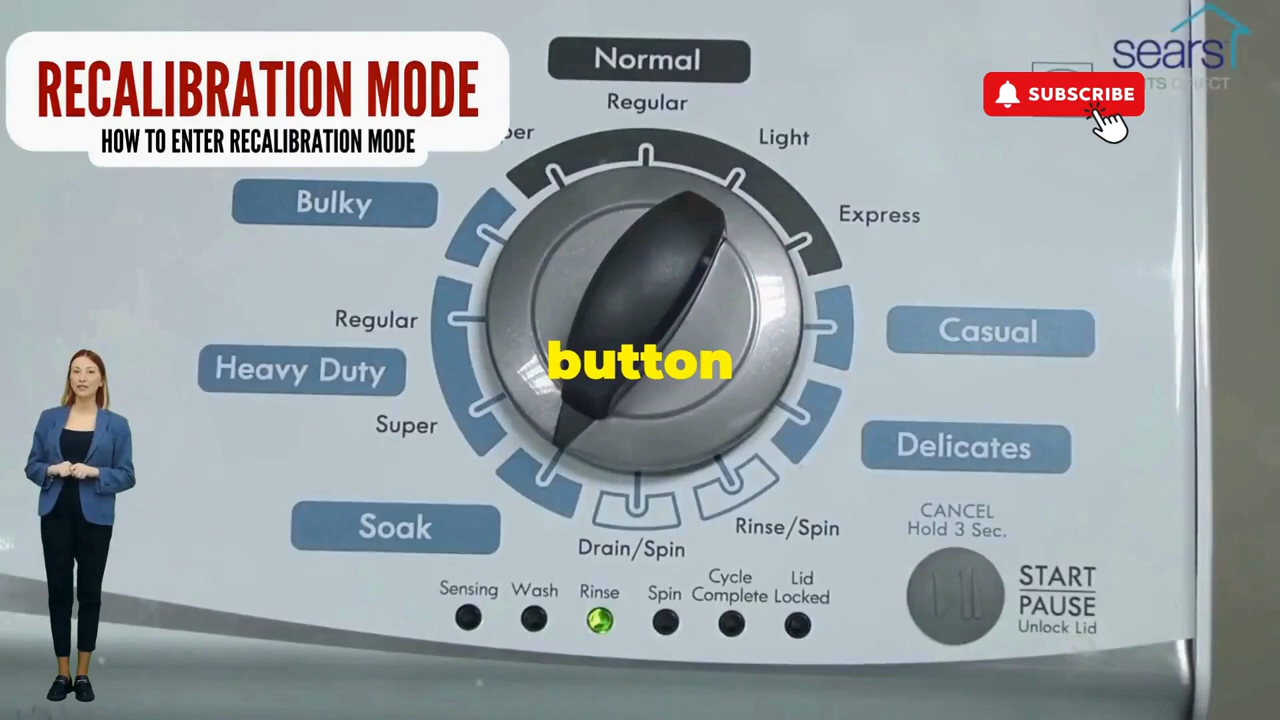 RECALIBRATION MODE
HOW TO ENTER RECALIBRATION MODE
sears
SUBSCRIBE
Normal
Regular
Light
Express
Bulky
Regular
Heavy Duty
Super
Soak
Casual
Delicates
button
Rinse/Spin
Drain/Spin
CANCEL
Hold 3 Sec.
START
PAUSE
Unlock Lid
Sensing
Wash
Rinse
Spin
Cycle
Complete
Lid
Locked